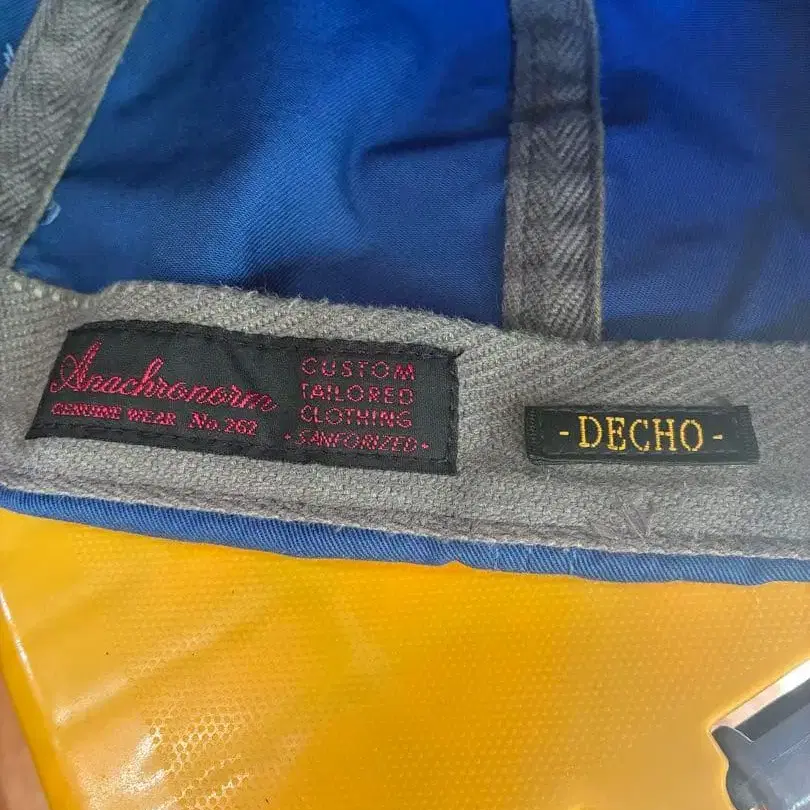 Anachronorm
GENUINE WEAR No.262
CUSTOM
TAILORED
CLOTHING
• SANFORIZED •
- DECHO -